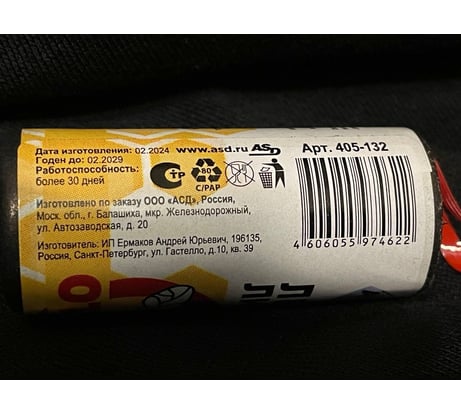 Дата изготовления: 02.2024 www.asd.ru ASD Арт. 405-132
Годен до: 02.2029
Работоспособность:
более 30 дней
СТР 80
C/PAP
Изготовлено по заказу ООО «АСД», Россия,
Моск. обл., г. Балашиха, мкр. Железнодорожный,
ул. Автозаводская, д. 20
4 606055 974622
Изготовитель: ИП Ермаков Андрей Юрьевич, 196135,
Россия, Санкт-Петербург, ул. Гастелло, д.10, кв. 39